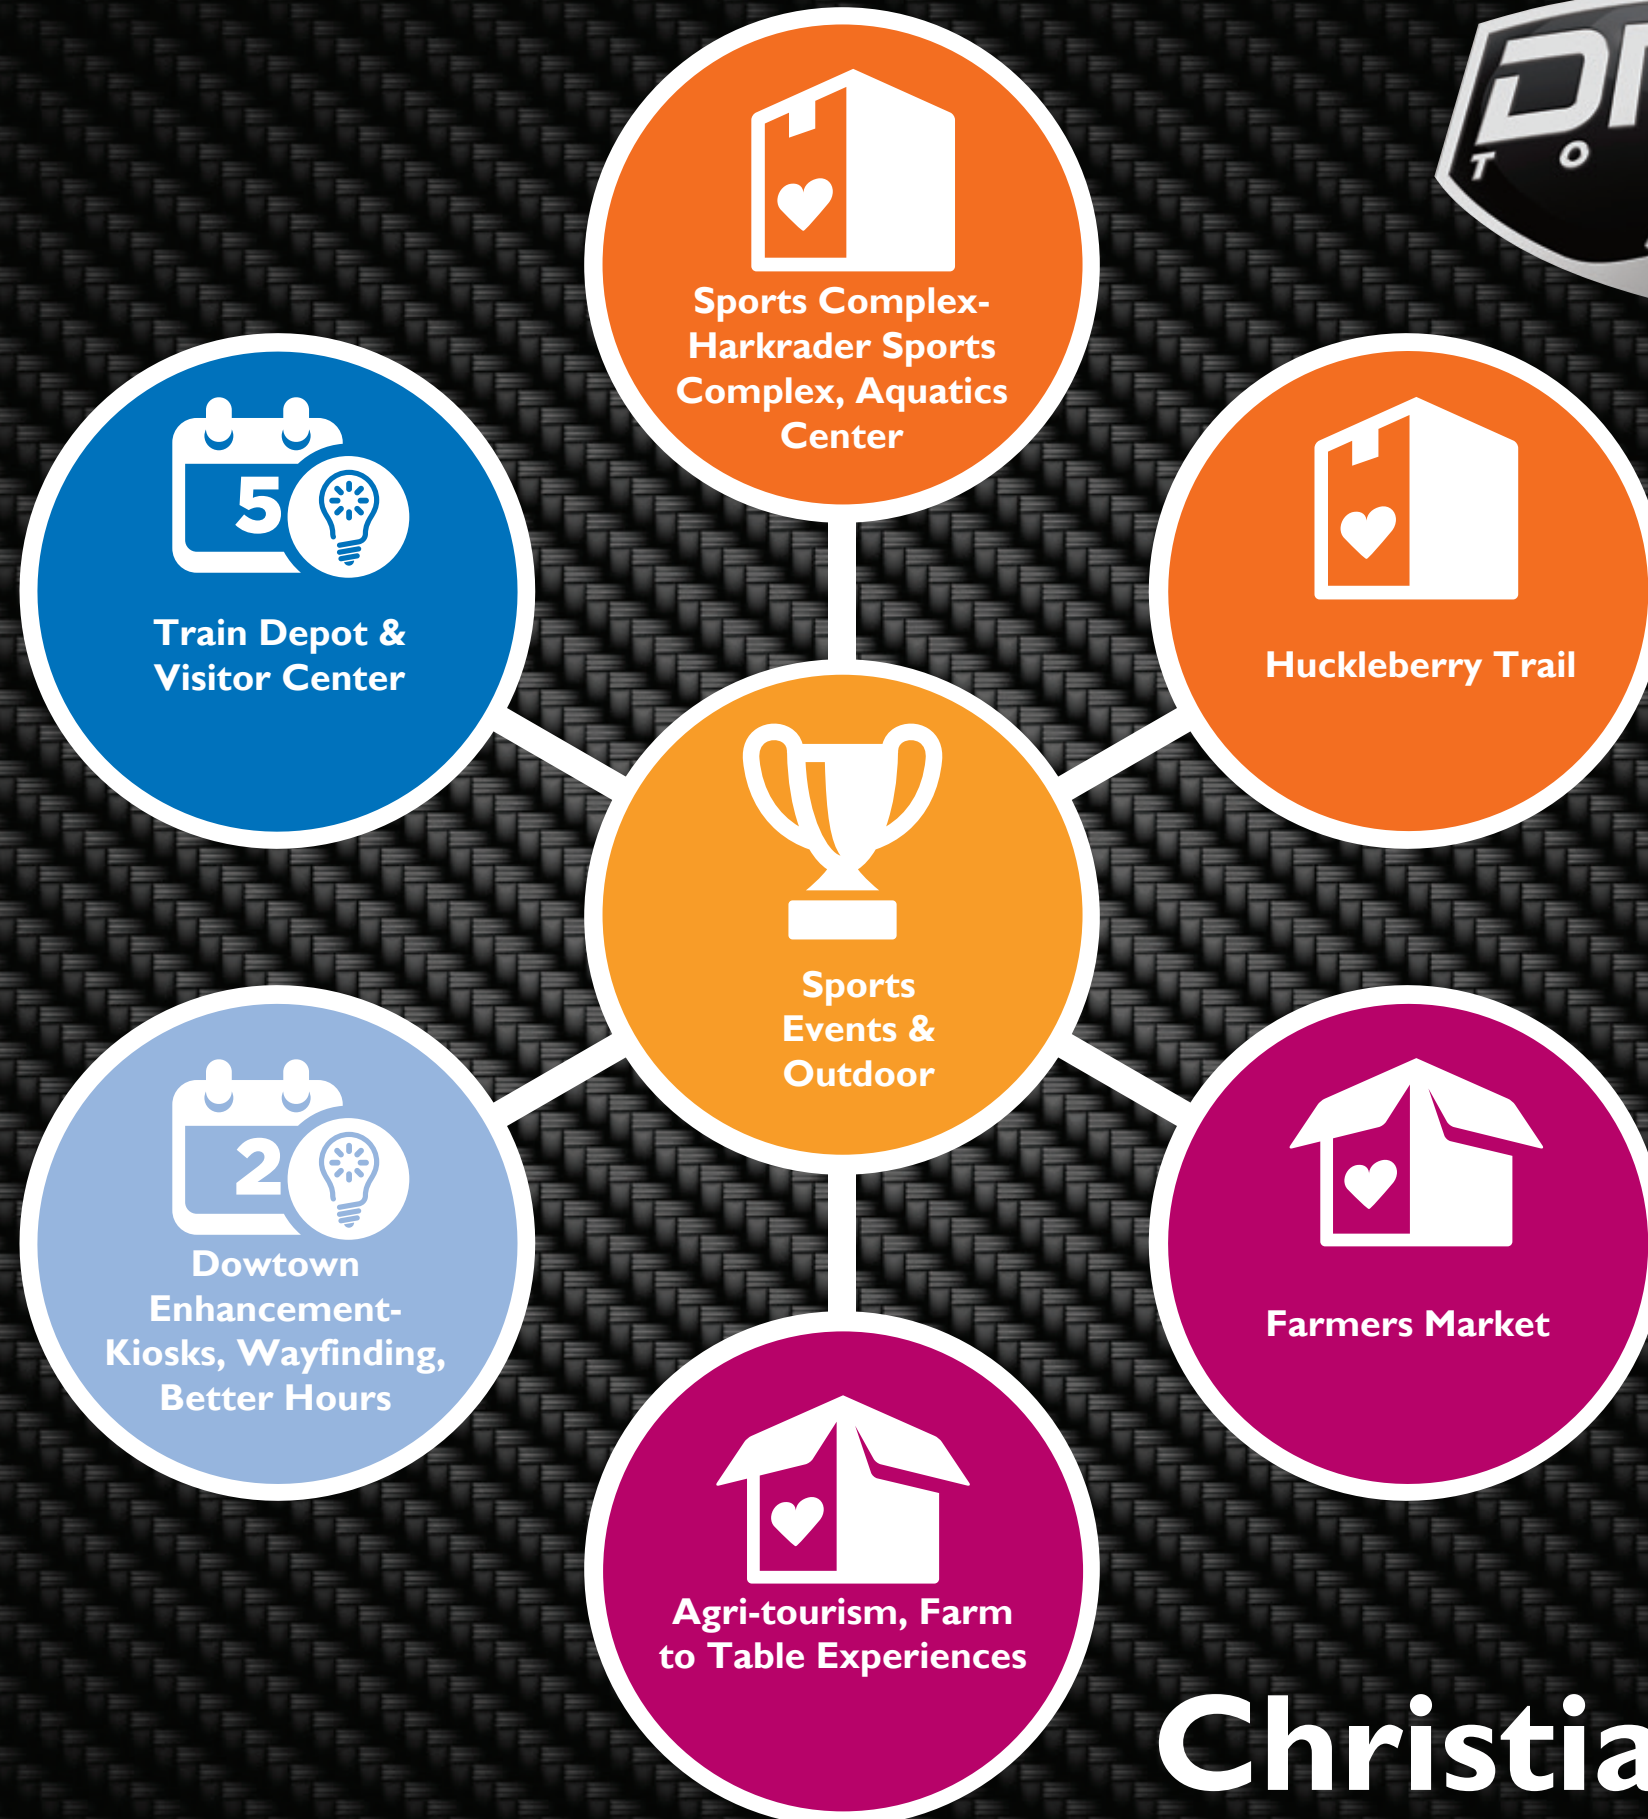 Sports Complex-
Harkrader Sports
Complex, Aquatics
Center
5
Train Depot &
Visitor Center
Huckleberry Trail
Sports
Events &
Outdoor
2
Dowtown
Enhancement-
Kiosks, Wayfinding,
Better Hours
Farmers Market
Agri-tourism, Farm
to Table Experiences